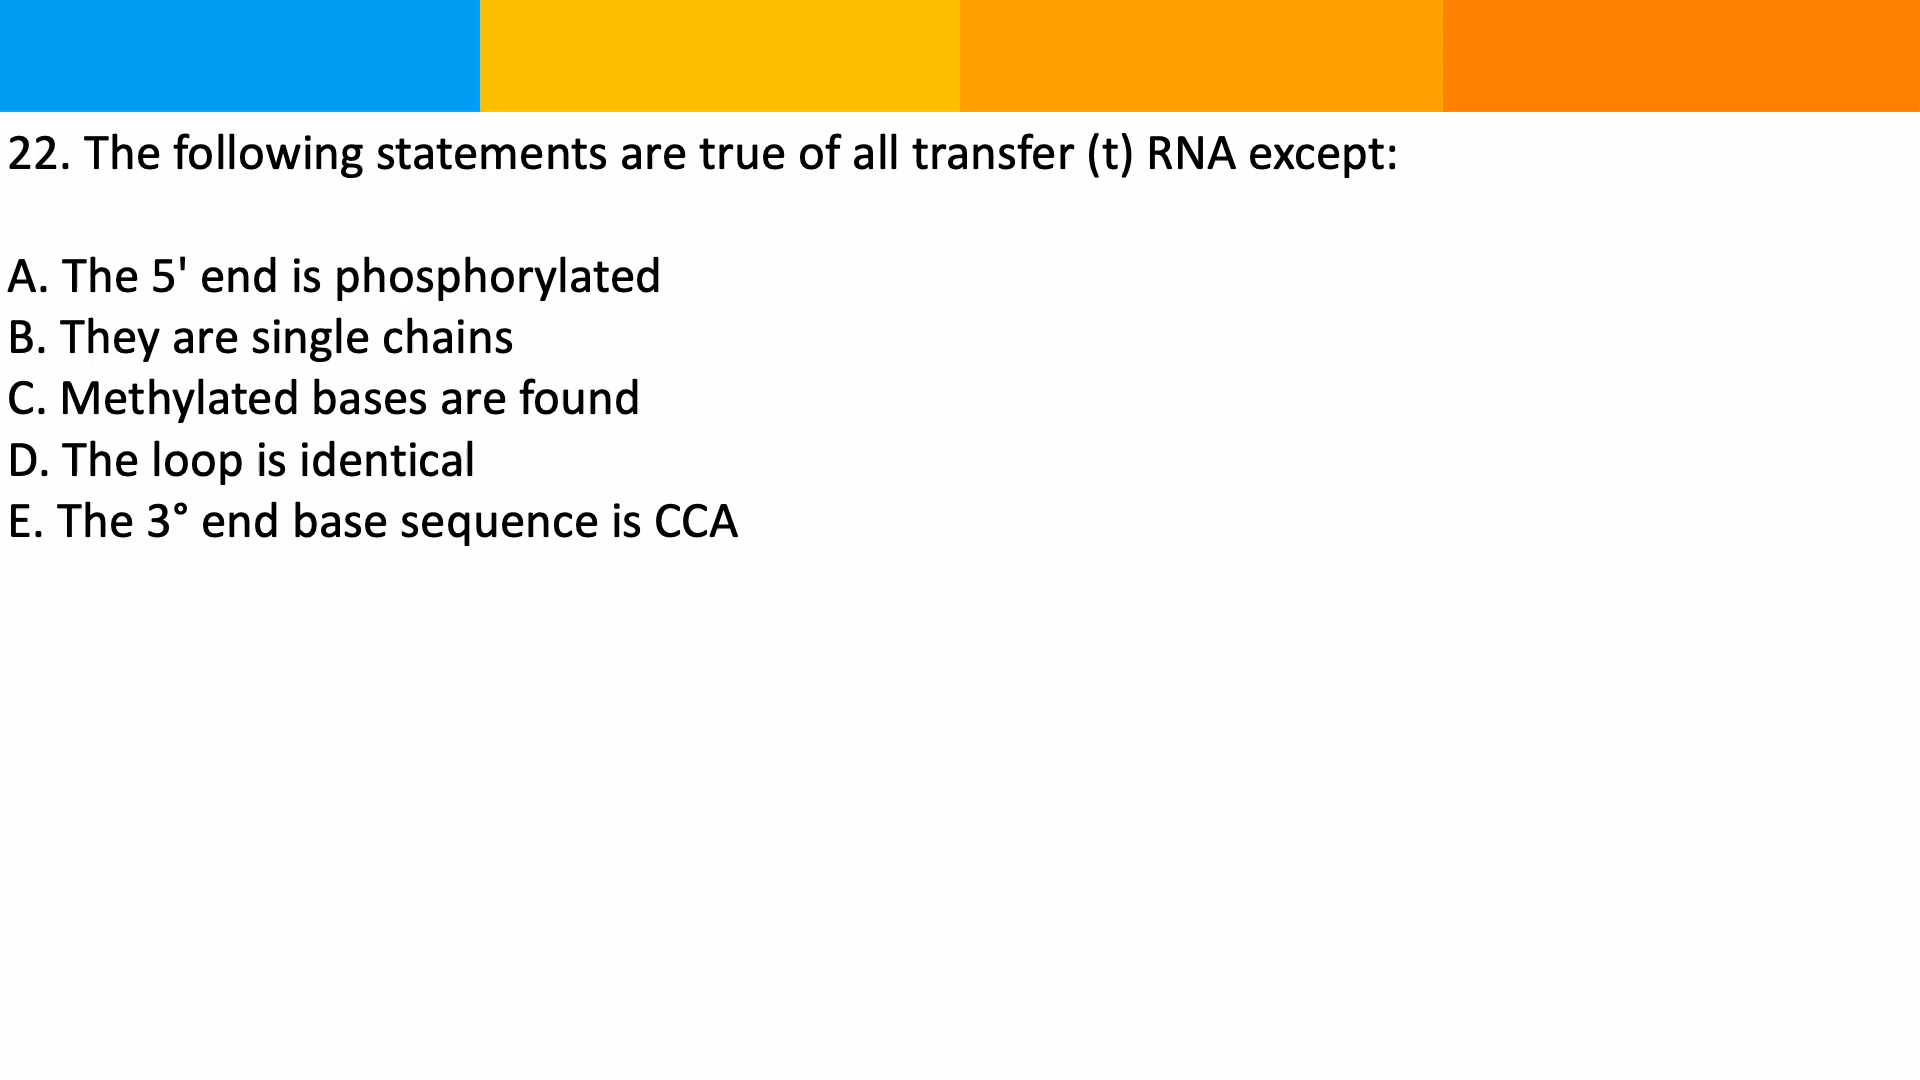 22. The following statements are true of all transfer (t) RNA except:
A. The 5' end is phosphorylated
B. They are single chains
C. Methylated bases are found
D. The loop is identical
E. The 3° end base sequence is CCA